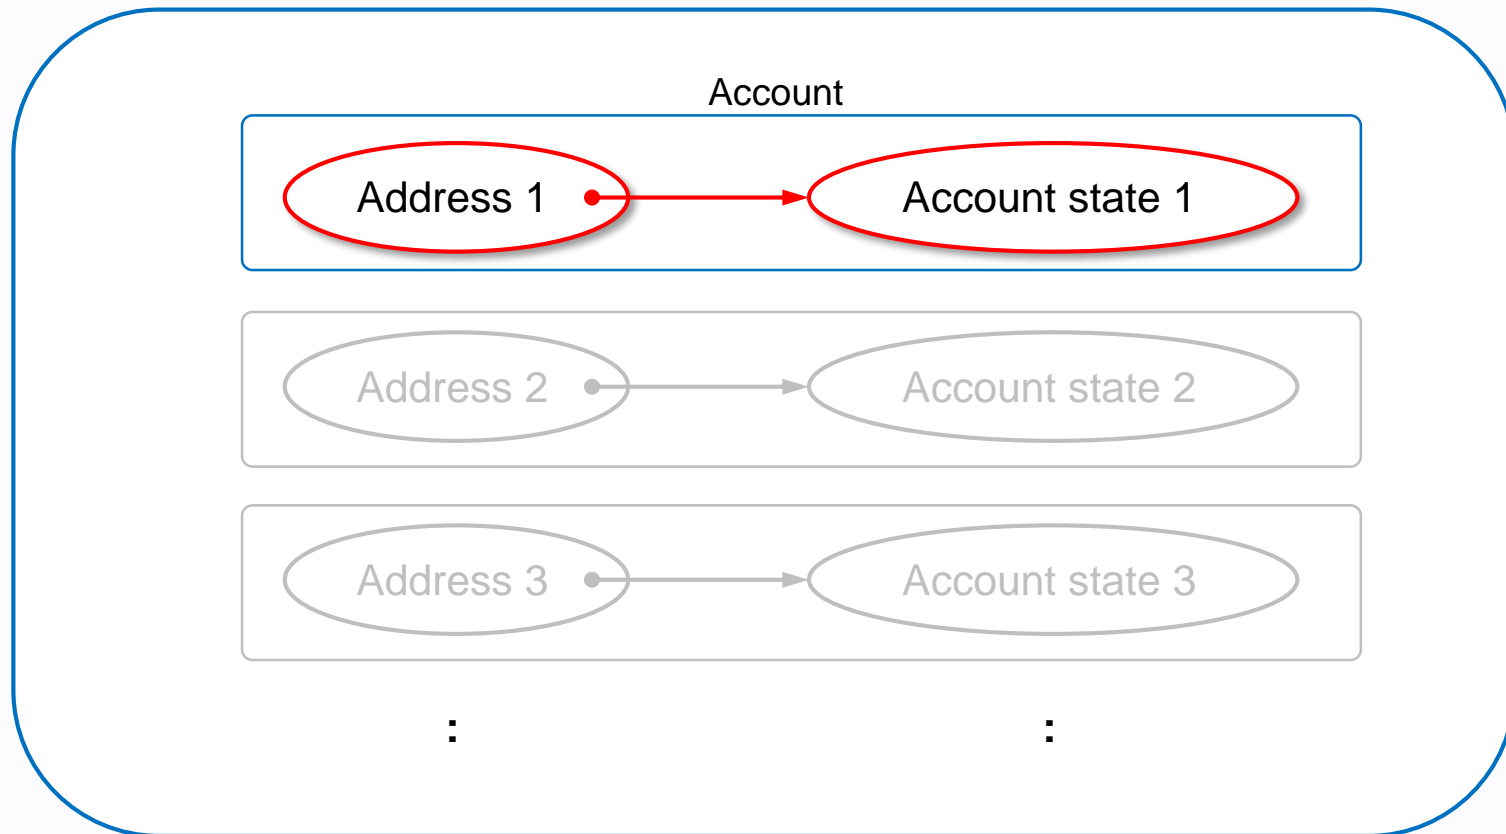 Account
Address 1 Account state 1
Address 2 Account state 2
Address 3 Account state 3
: :